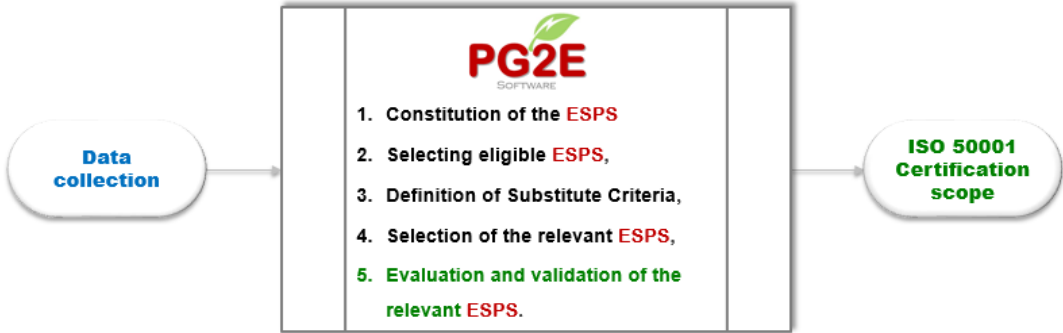 PG2E
SOFTWARE
Data
collection
1. Constitution of the ESPS
2. Selecting eligible ESPS,
3. Definition of Substitute Criteria,
4. Selection of the relevant ESPS,
5. Evaluation and validation of the
relevant ESPS.
ISO 50001
Certification
scope